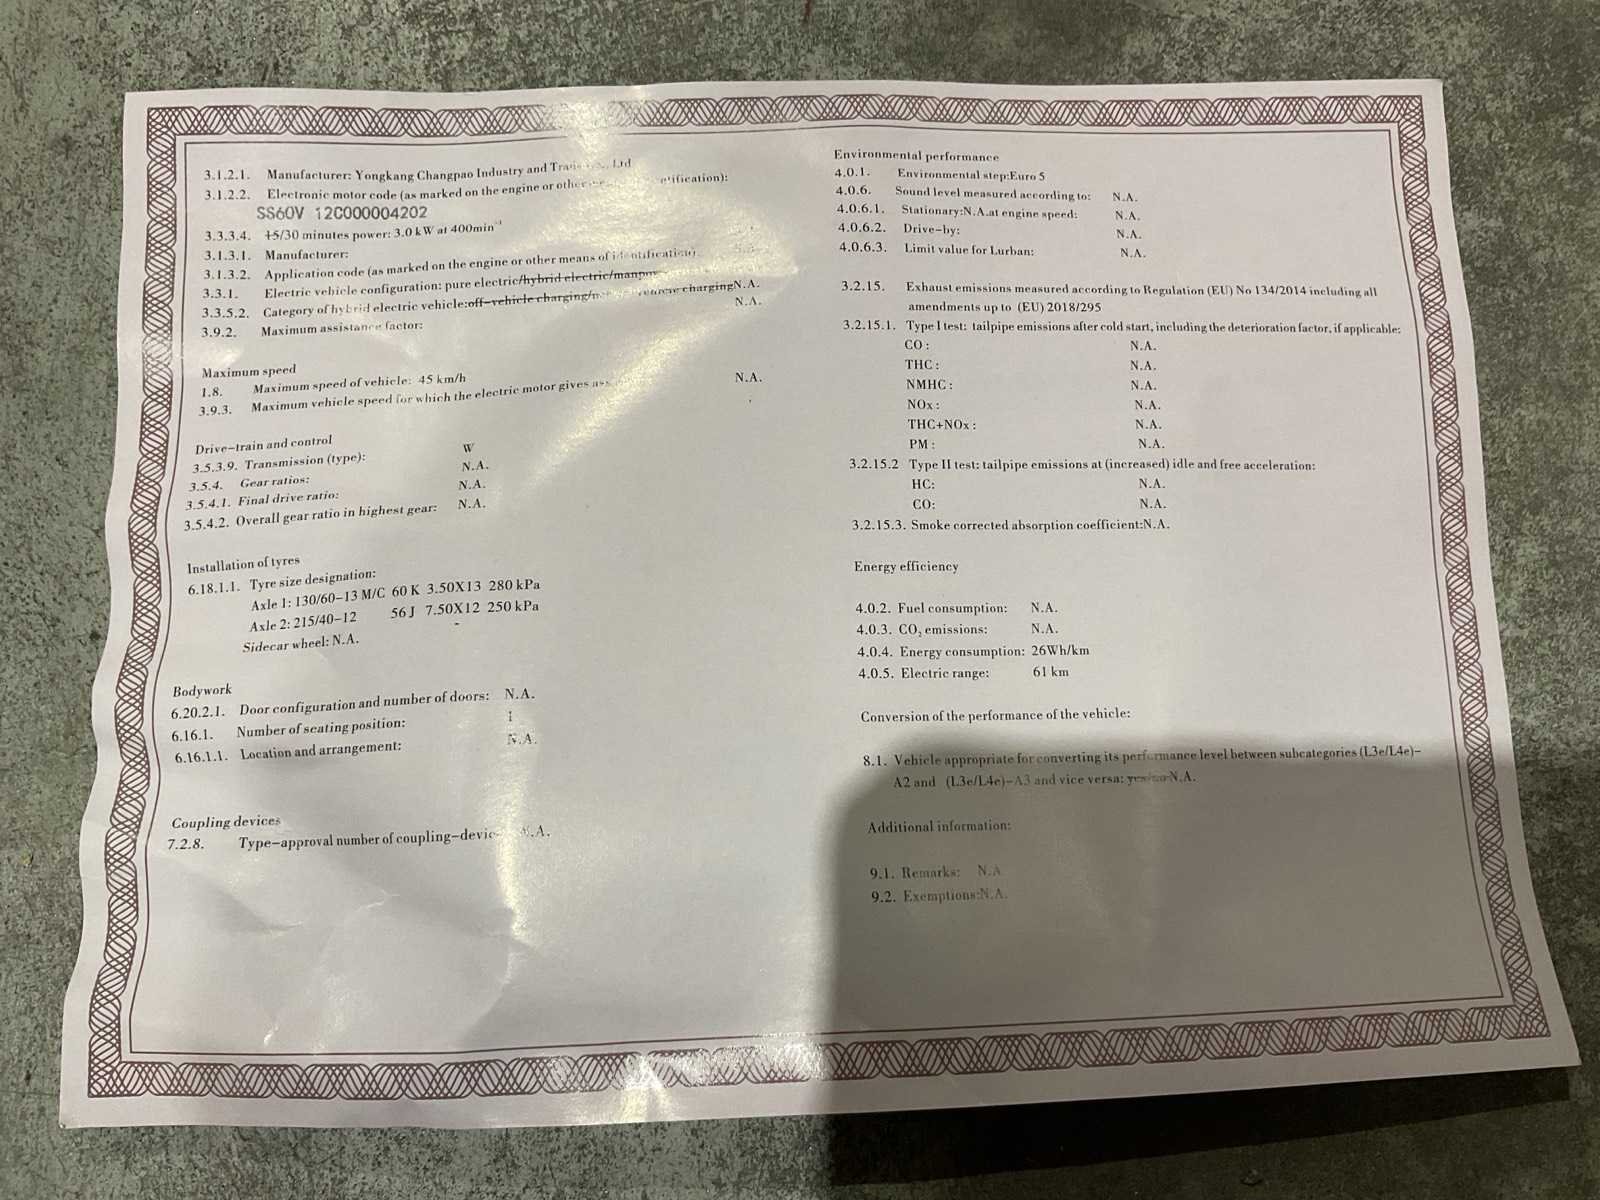 3.1.2.1. Manufacturer: Yongkang Changpao Industry and Ltd
3.1.2.2. Electronic motor code (as marked on the engine or other
SS60V 12C000004202
3.3.3.4. 15/30 minutes power: 3.0 kW at 400min⁻¹
3.1.3.1. Manufacturer:
3.1.3.2. Application code (as marked on the engine or other means of identification)
3.3.1. Electric vehicle configuration: pure electric/hybrid electric/
3.3.5.2. Category of hybrid electric vehicle:off-vehicle charging/ chargingN.A.
3.9.2. Maximum assistance factor: N.A.
Maximum speed
1.8. Maximum speed of vehicle: 45 km/h
3.9.3. Maximum vehicle speed for which the electric motor gives N.A.
Drive-train and control
3.5.3.9. Transmission (type): W
3.5.4. Gear ratios: N.A.
3.5.4.1. Final drive ratio: N.A.
3.5.4.2. Overall gear ratio in highest gear: N.A.
Installation of tyres
6.18.1.1. Tyre size designation:
Axle 1: 130/60-13 M/C 60 K 3.50X13 280 kPa
Axle 2: 215/40-12 56 J 7.50X12 250 kPa
Sidecar wheel: N.A.
Bodywork
6.20.2.1. Door configuration and number of doors: N.A.
6.16.1. Number of seating position: 1
6.16.1.1. Location and arrangement: N.A.
Coupling devices
7.2.8. Type-approval number of N.A.
Environmental performance
4.0.1. Environmental step:Euro 5
4.0.6. Sound level measured according to: N.A.
4.0.6.1. Stationary:N.A.at engine speed: N.A.
4.0.6.2. Drive-by: N.A.
4.0.6.3. Limit value for Lurban: N.A.
3.2.15. Exhaust emissions measured according to Regulation (EU) No 134/2014 including all
amendments up to (EU) 2018/295
3.2.15.1. Type I test: tailpipe emissions after cold start, including the deterioration factor, if applicable:
CO : N.A.
THC : N.A.
NMHC : N.A.
NOx : N.A.
THC+NOx : N.A.
PM : N.A.
3.2.15.2 Type II test: tailpipe emissions at (increased) idle and free acceleration:
HC: N.A.
CO: N.A.
3.2.15.3. Smoke corrected absorption coefficient:N.A.
Energy efficiency
4.0.2. Fuel consumption: N.A.
4.0.3. CO₂ emissions: N.A.
4.0.4. Energy consumption: 26Wh/km
4.0.5. Electric range: 61 km
Conversion of the performance of the vehicle:
8.1. Vehicle appropriate for converting its performance level between subcategories (L3e/L4e)-
A2 and (L3e/L4e)-A3 and vice versa: yes/no N.A.
Additional information:
9.1. Remarks: N.A
9.2. Exemptions:N.A.